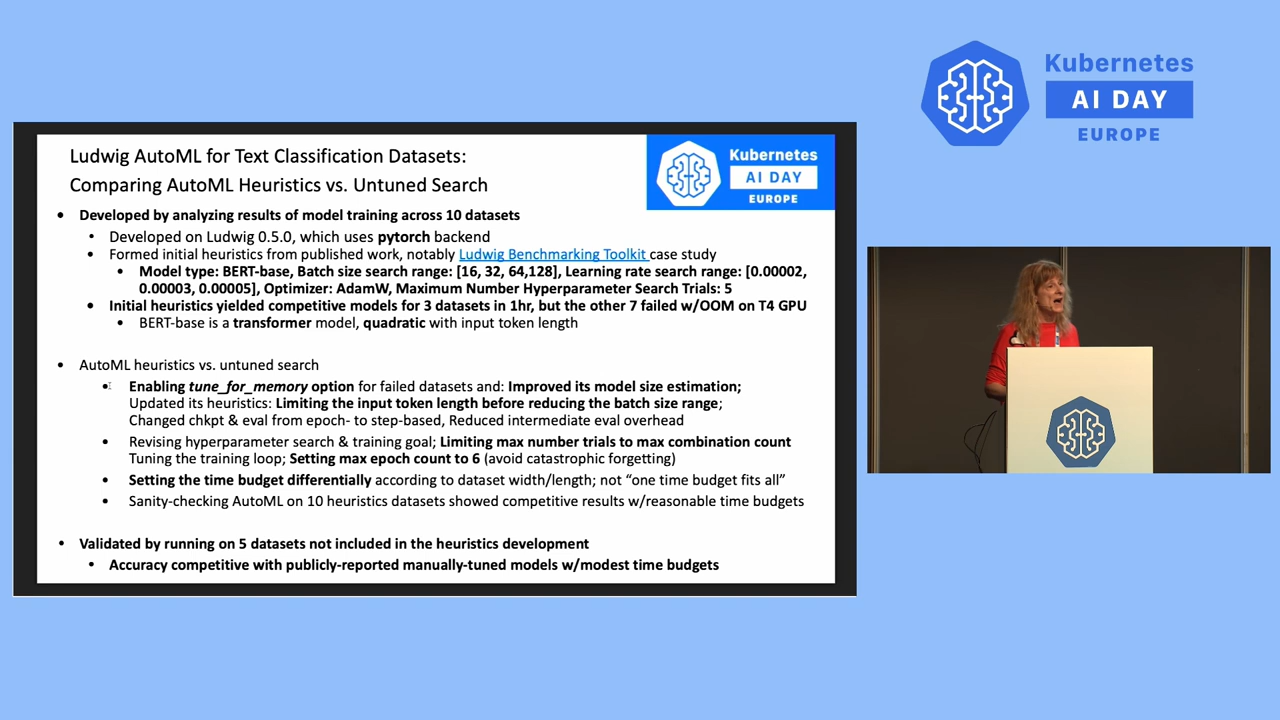 Kubernetes
AI DAY
EUROPE
Ludwig AutoML for Text Classification Datasets:
Comparing AutoML Heuristics vs. Untuned Search
Kubernetes
AI DAY
EUROPE
• Developed by analyzing results of model training across 10 datasets
• Developed on Ludwig 0.5.0, which uses pytorch backend
• Formed initial heuristics from published work, notably Ludwig Benchmarking Toolkit case study
• Model type: BERT-base, Batch size search range: [16, 32, 64,128], Learning rate search range: [0.00002,
0.00003, 0.00005], Optimizer: AdamW, Maximum Number Hyperparameter Search Trials: 5
• Initial heuristics yielded competitive models for 3 datasets in 1hr, but the other 7 failed w/OOM on T4 GPU
• BERT-base is a transformer model, quadratic with input token length
• AutoML heuristics vs. untuned search
• Enabling tune_for_memory option for failed datasets and: Improved its model size estimation;
Updated its heuristics: Limiting the input token length before reducing the batch size range;
Changed chkpt & eval from epoch- to step-based, Reduced intermediate eval overhead
• Revising hyperparameter search & training goal; Limiting max number trials to max combination count
Tuning the training loop; Setting max epoch count to 6 (avoid catastrophic forgetting)
• Setting the time budget differentially according to dataset width/length; not “one time budget fits all”
• Sanity-checking AutoML on 10 heuristics datasets showed competitive results w/reasonable time budgets
• Validated by running on 5 datasets not included in the heuristics development
• Accuracy competitive with publicly-reported manually-tuned models w/modest time budgets